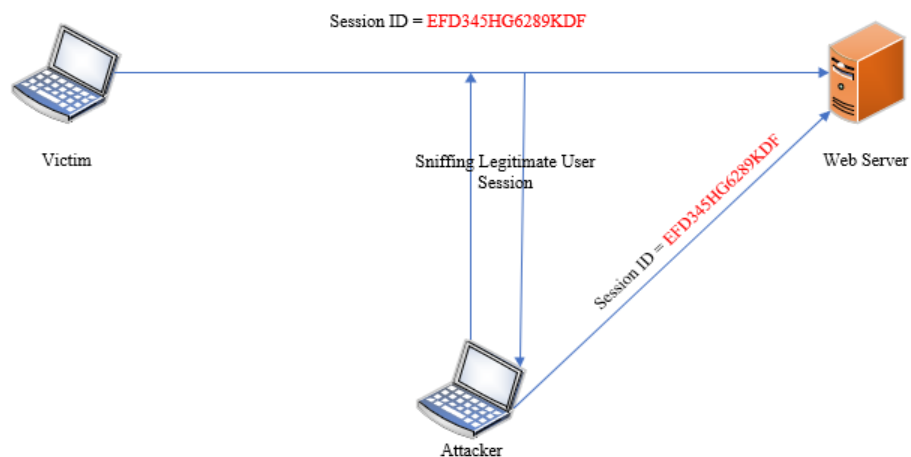 Session ID = EFD345HG6289KDF
Victim
Sniffing Legitimate User
Session
Web Server
Session ID = EFD345HG6289KDF
Attacker